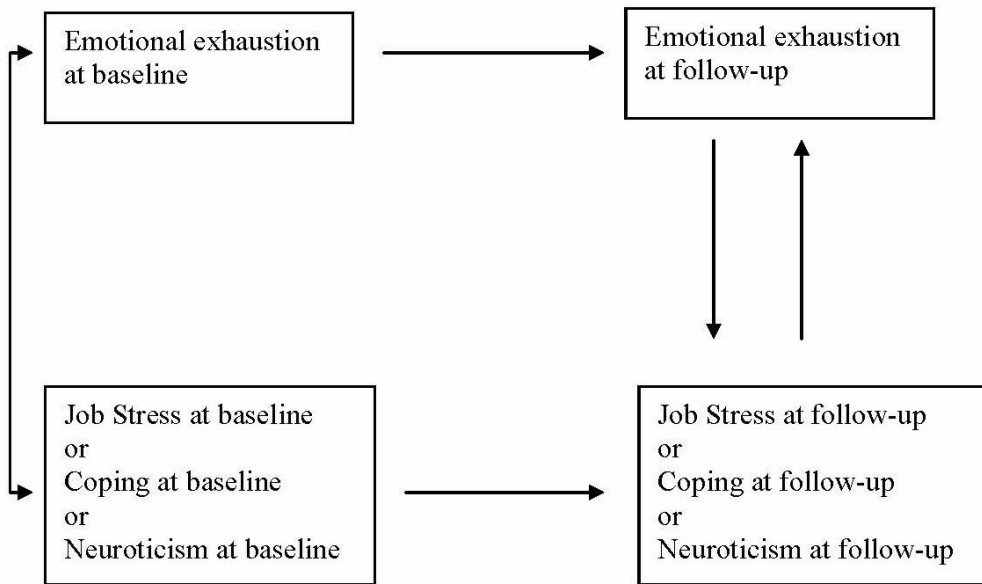 Emotional exhaustion
at baseline
Emotional exhaustion
at follow-up
Job Stress at baseline
or
Coping at baseline
or
Neuroticism at baseline
Job Stress at follow-up
or
Coping at follow-up
or
Neuroticism at follow-up